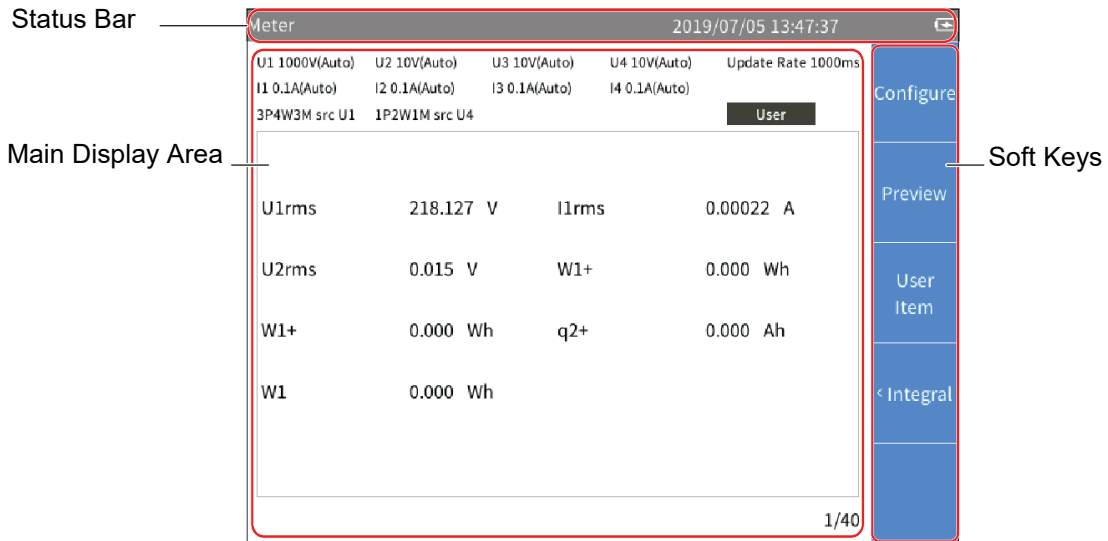 Status Bar
Meter 2019/07/05 13:47:37
U1 1000V(Auto) U2 10V(Auto) U3 10V(Auto) U4 10V(Auto) Update Rate 1000ms
I1 0.1A(Auto) I2 0.1A(Auto) I3 0.1A(Auto) I4 0.1A(Auto)
3P4W3M src U1 1P2W1M src U4 User
Main Display Area
U1rms 218.127 V I1rms 0.00022 A
U2rms 0.015 V W1+ 0.000 Wh
W1+ 0.000 Wh q2+ 0.000 Ah
W1 0.000 Wh
1/40
Configure
Preview
User
Item
< Integral
Soft Keys